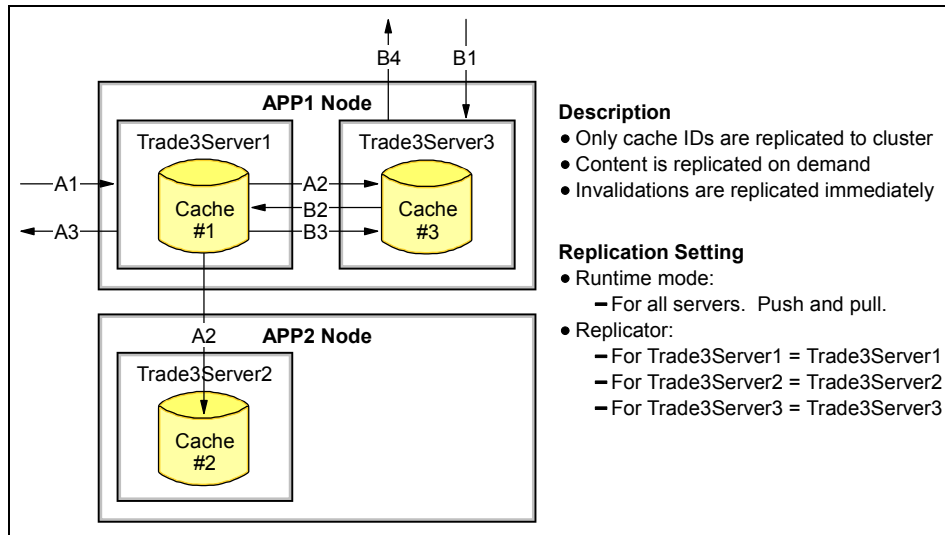 B4
B1
APP1 Node
Trade3Server1
Trade3Server3
A1
A2
B2
Cache
#1
Cache
#3
A3
B3
A2
APP2 Node
Trade3Server2
Cache
#2
Description
• Only cache IDs are replicated to cluster
• Content is replicated on demand
• Invalidations are replicated immediately
Replication Setting
• Runtime mode:
– For all servers. Push and pull.
• Replicator:
– For Trade3Server1 = Trade3Server1
– For Trade3Server2 = Trade3Server2
– For Trade3Server3 = Trade3Server3